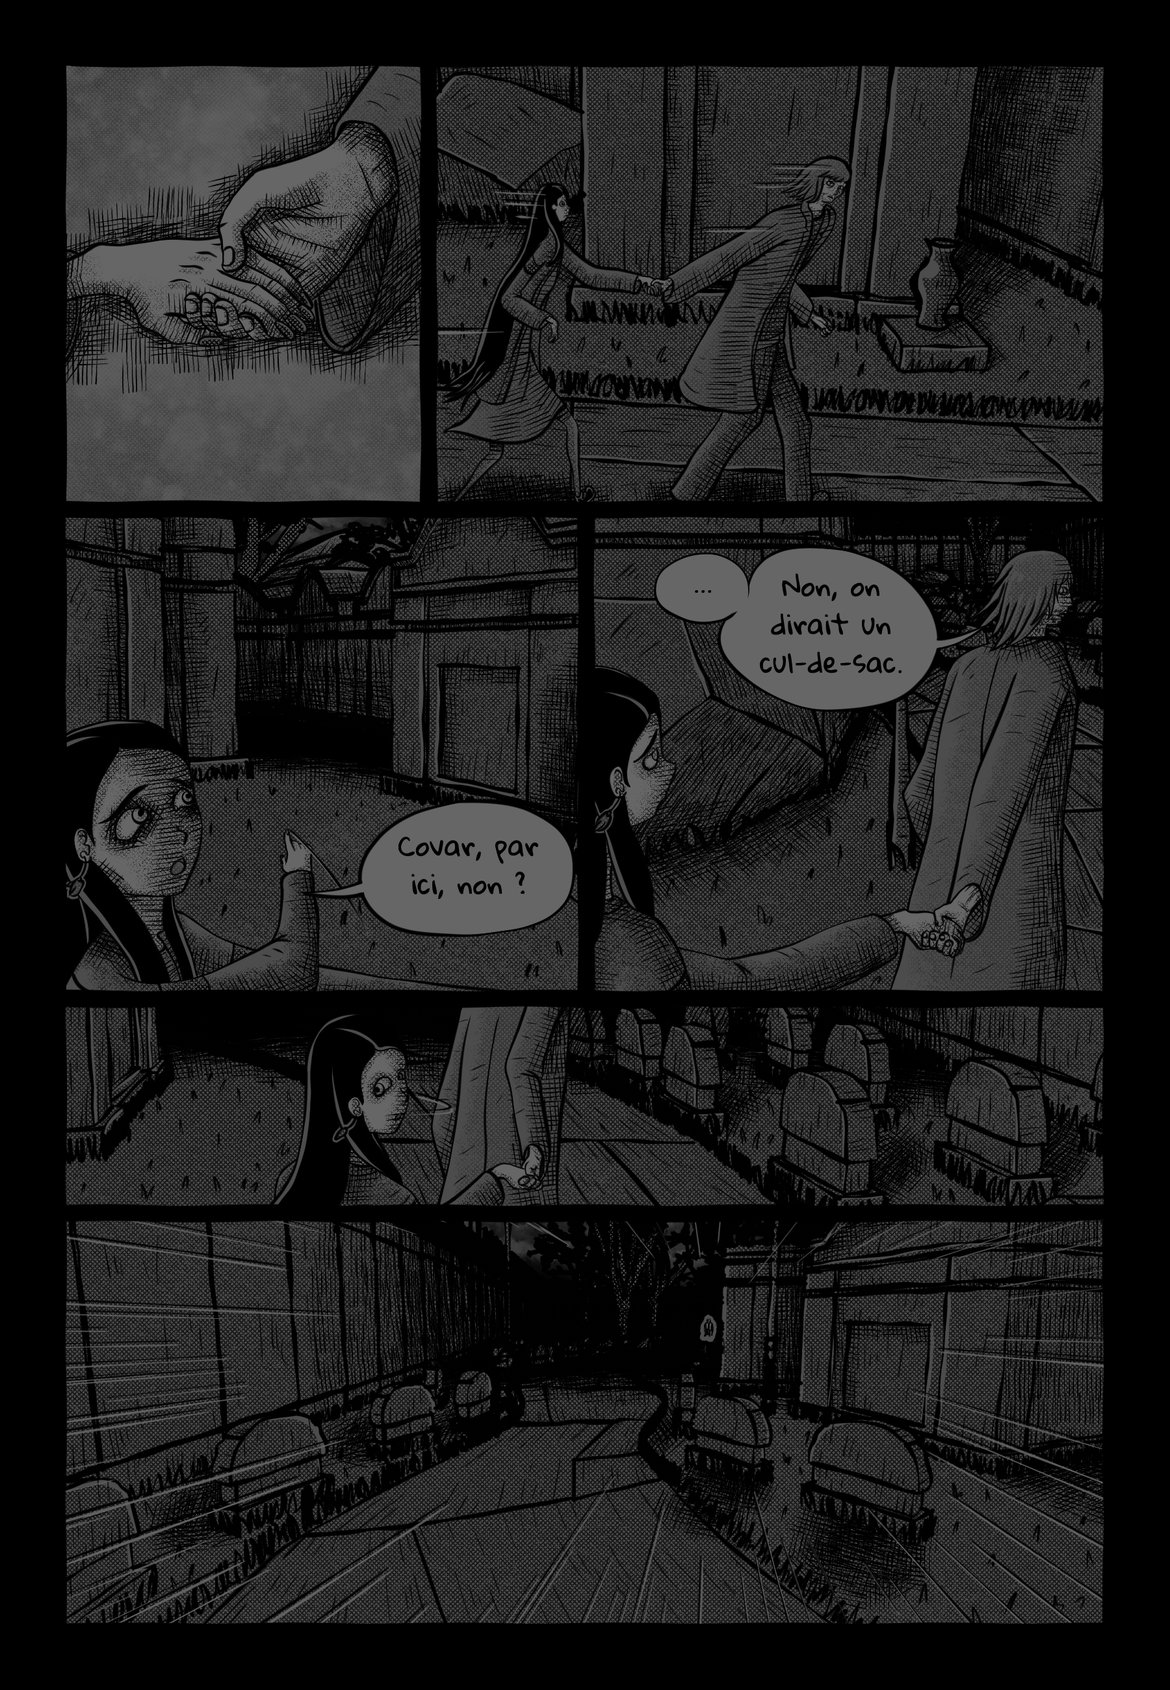 Covar, par
ici, non ?
...
Non, on
dirait un
cul-de-sac.